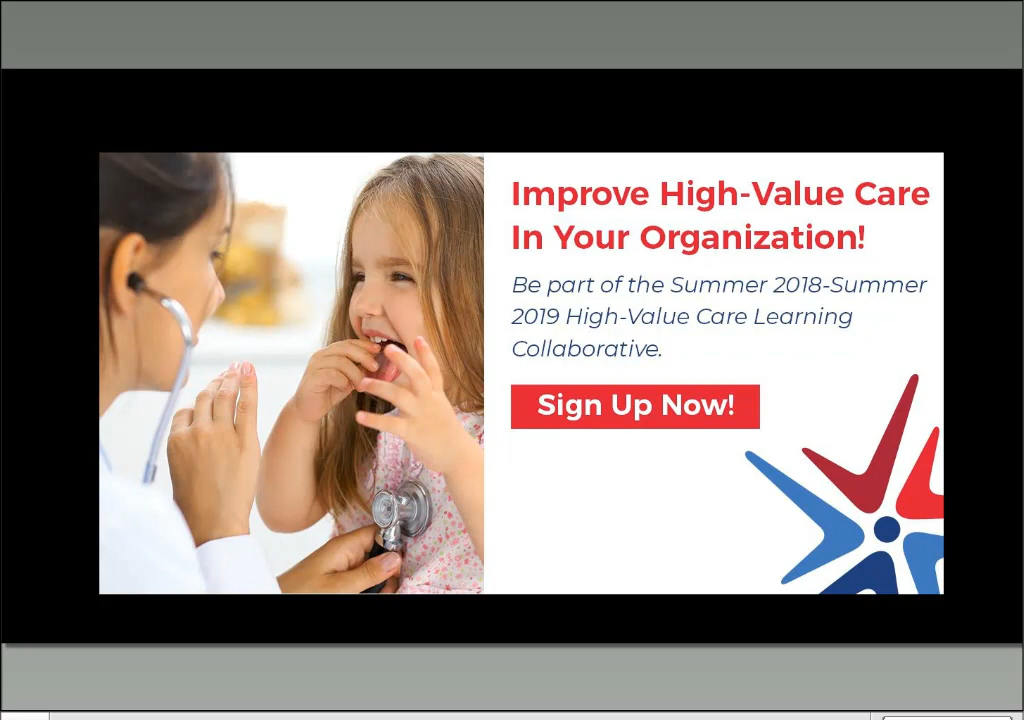 Improve High-Value Care
In Your Organization!
Be part of the Summer 2018-Summer
2019 High-Value Care Learning
Collaborative.
Sign Up Now!